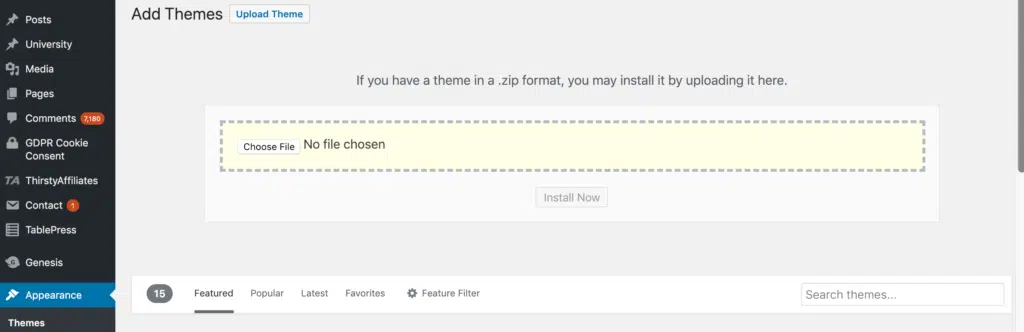 Posts
University
Media
Pages
Comments 7,180
GDPR Cookie
Consent
TA ThirstyAffiliates
Contact 1
TablePress
Genesis
Appearance
Themes
Add Themes Upload Theme
If you have a theme in a .zip format, you may install it by uploading it here.
Choose File No file chosen
Install Now
15 Featured Popular Latest Favorites Feature Filter Search themes...